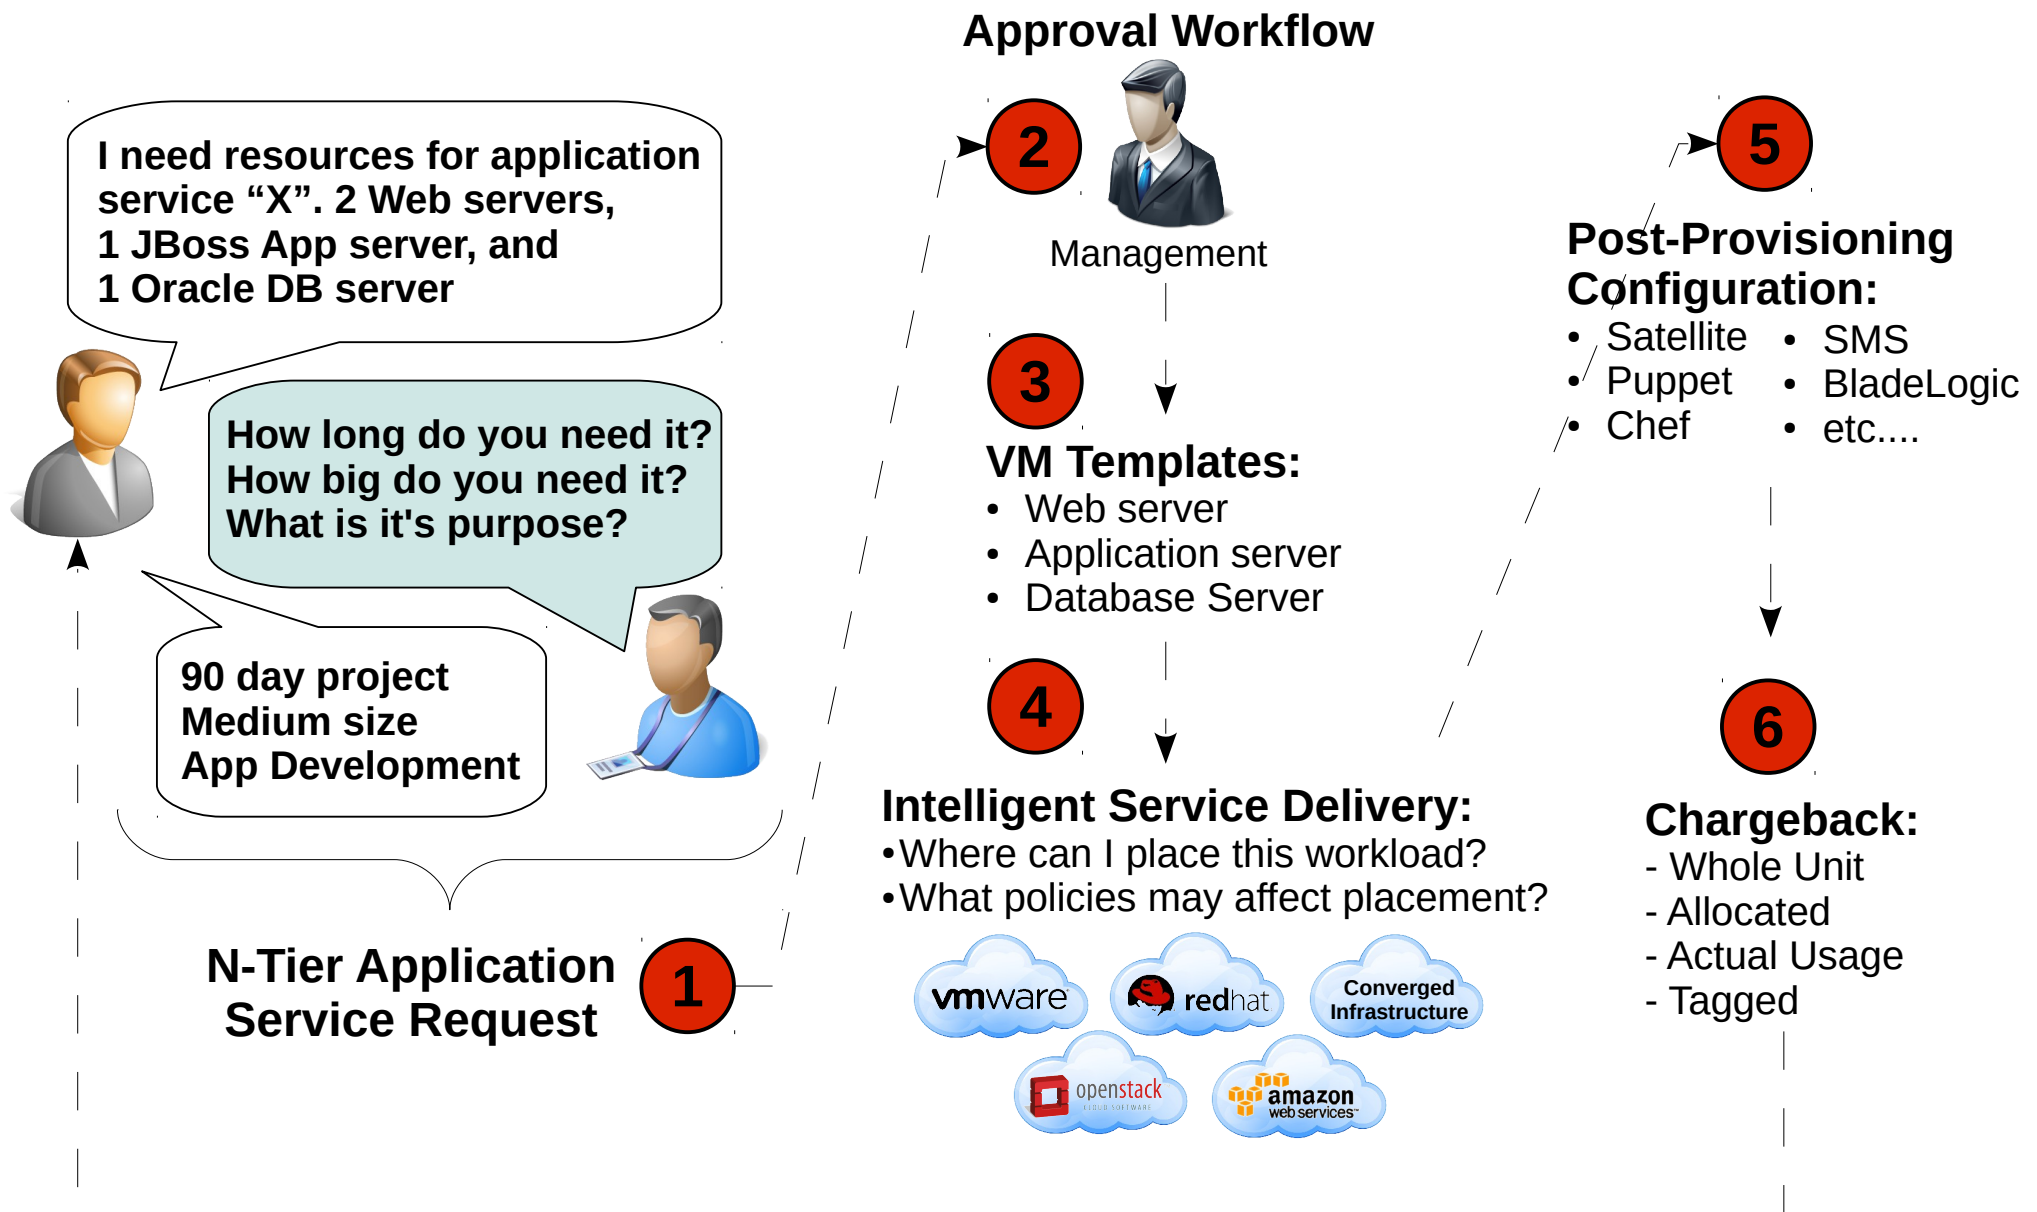 I need resources for application
service “X”. 2 Web servers,
1 JBoss App server, and
1 Oracle DB server
How long do you need it?
How big do you need it?
What is it's purpose?
90 day project
Medium size
App Development
N-Tier Application
Service Request
1
Approval Workflow
2
Management
3
VM Templates:
• Web server
• Application server
• Database Server
4
Intelligent Service Delivery:
•Where can I place this workload?
•What policies may affect placement?
vmware
redhat
Converged
Infrastructure
openstack
CLOUD SOFTWARE
amazon
web services™
5
Post-Provisioning
Configuration:
• Satellite
• Puppet
• Chef
• SMS
• BladeLogic
• etc....
6
Chargeback:
- Whole Unit
- Allocated
- Actual Usage
- Tagged